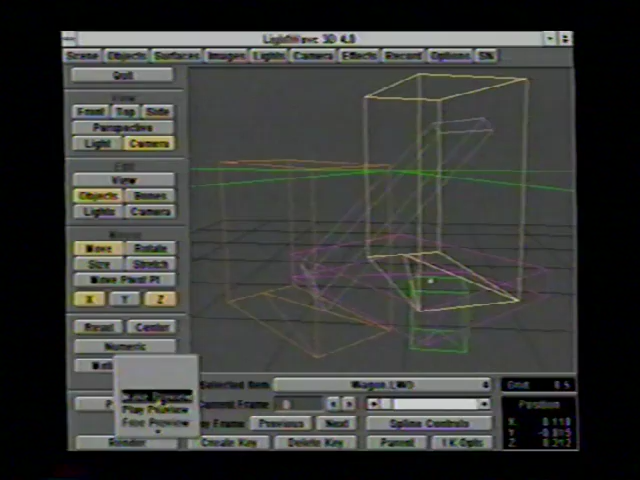 LightWave 3D 4.0
Scene Objects Surfaces Images Lights Camera Effects Record Options
Quit
View
Front Top Side
Perspective
Light Camera
Edit
View
Objects Bones
Lights Camera
Mouse
Move Rotate
Size Stretch
Move Pivot Pt
X Y Z
Reset Center
Numeric
Selected Item Wagon.LWO
Grid 0.5
Make Preview
Play Preview
Free Preview
Current Frame
Position
Previous Next
Spline Controls
Render
Create Key Delete Key
Parent IK Opts
X:
Y:
Z: